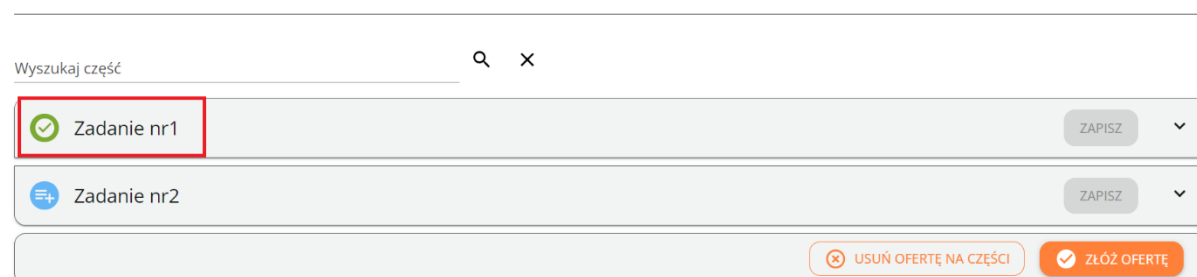 Wyszukaj część
Zadanie nr1
ZAPISZ
Zadanie nr2
ZAPISZ
USUŃ OFERTĘ NA CZĘŚCI
ZŁÓŻ OFERTĘ